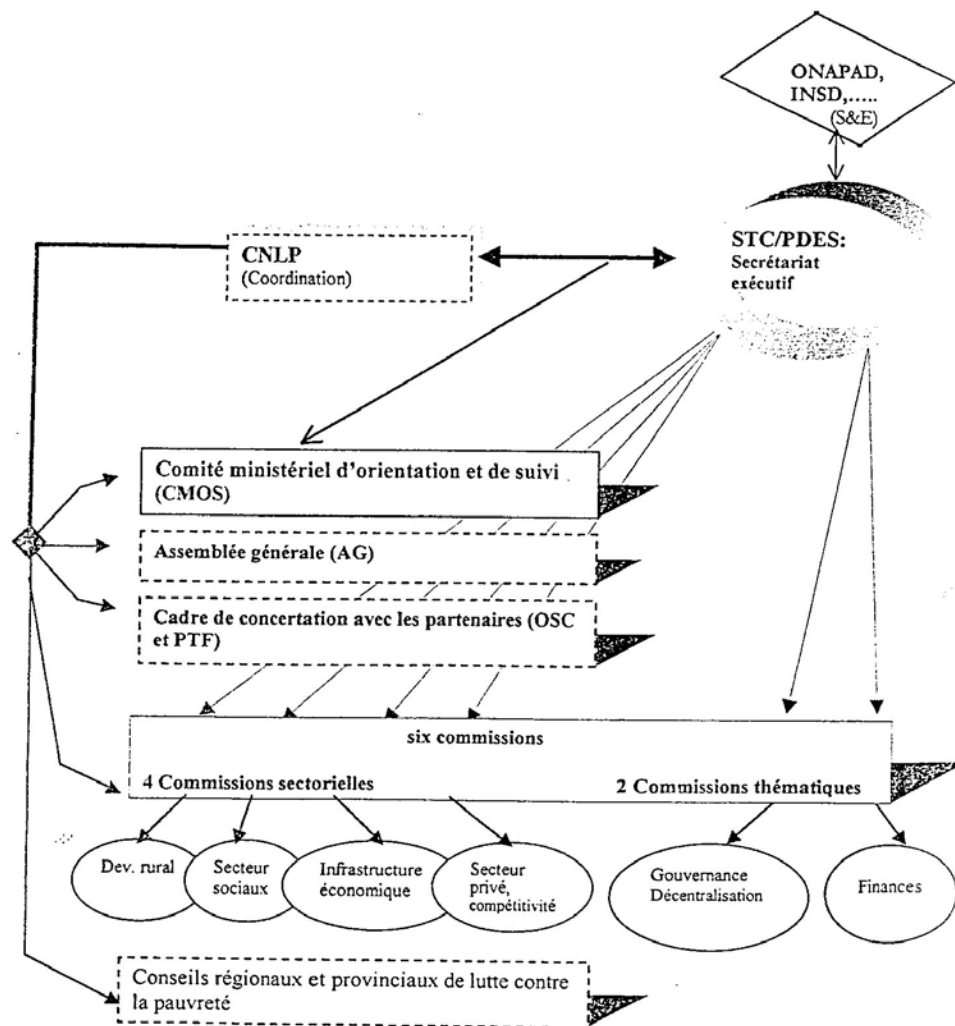 ONAPAD,
INSD,.....
(S&E)
CNLP
(Coordination)
STC/PDES:
Secrétariat
exécutif
Comité ministériel d'orientation et de suivi
(CMOS)
Assemblée générale (AG)
Cadre de concertation avec les partenaires (OSC
et PTF)
six commissions
4 Commissions sectorielles
2 Commissions thématiques
Dev. rural
Secteur
sociaux
Infrastructure
économique
Secteur
privé,
compétitivité
Gouvernance
Décentralisation
Finances
Conseils régionaux et provinciaux de lutte contre
la pauvreté